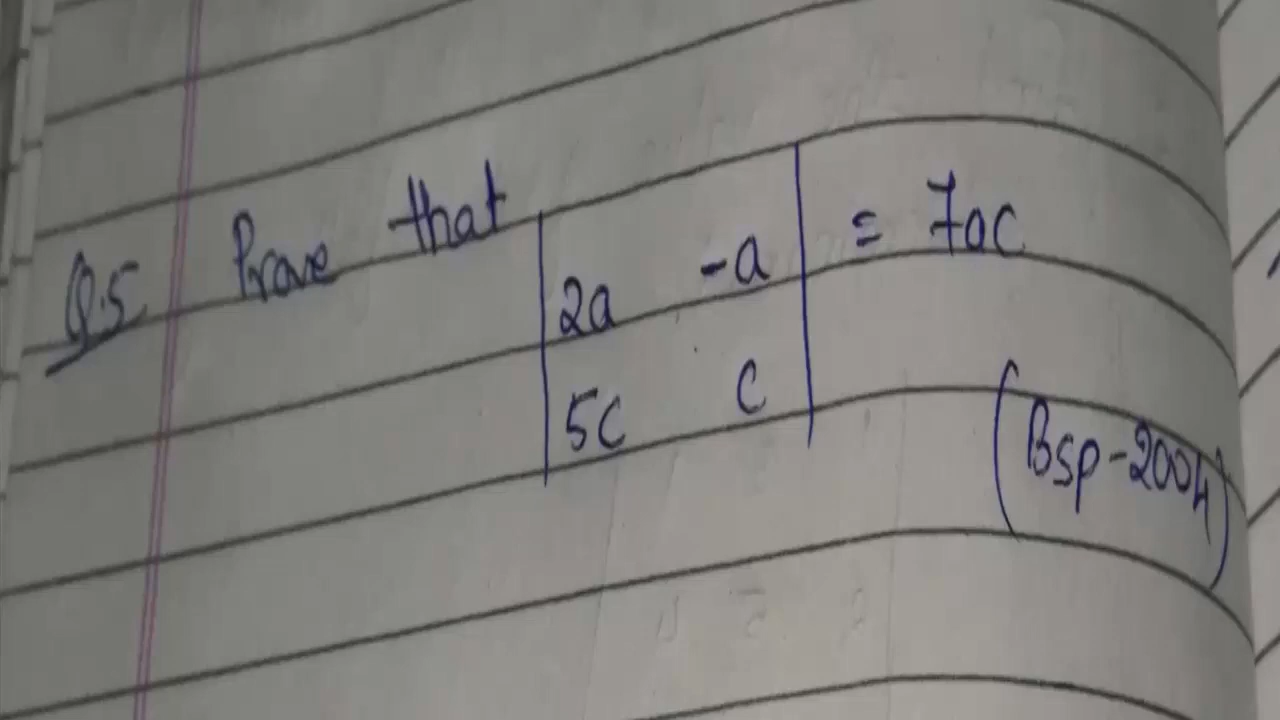 Q.5 Prove that | 2a -a | = 7ac
| 5c c |
(Bsp-2004)